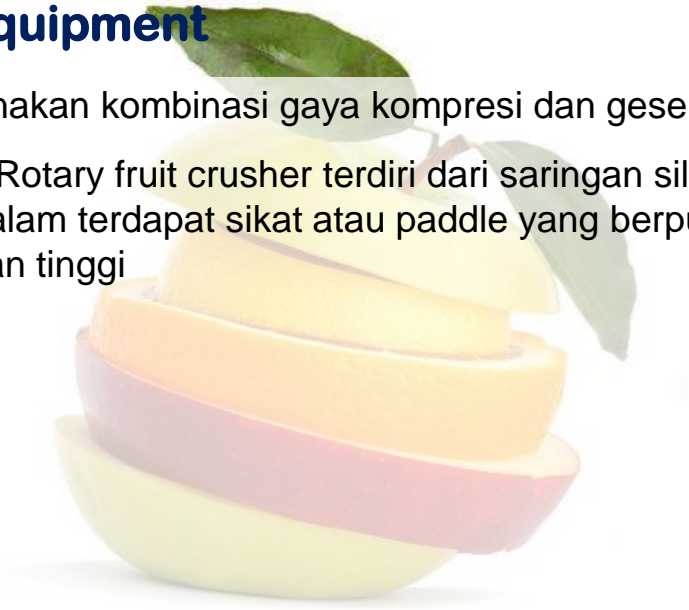 quipment
nakan kombinasi gaya kompresi dan gese
Rotary fruit crusher terdiri dari saringan sil
alam terdapat sikat atau paddle yang berpu
an tinggi